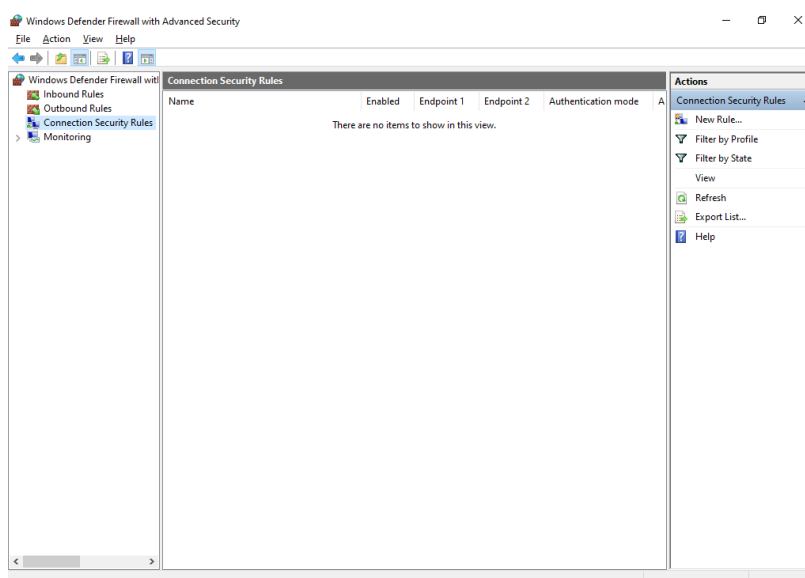 Windows Defender Firewall with Advanced Security
File Action View Help
Windows Defender Firewall witl
Inbound Rules
Outbound Rules
Connection Security Rules
Monitoring
Connection Security Rules
Name Enabled Endpoint 1 Endpoint 2 Authentication mode A
There are no items to show in this view.
Actions
Connection Security Rules
New Rule...
Filter by Profile
Filter by State
View
Refresh
Export List...
Help